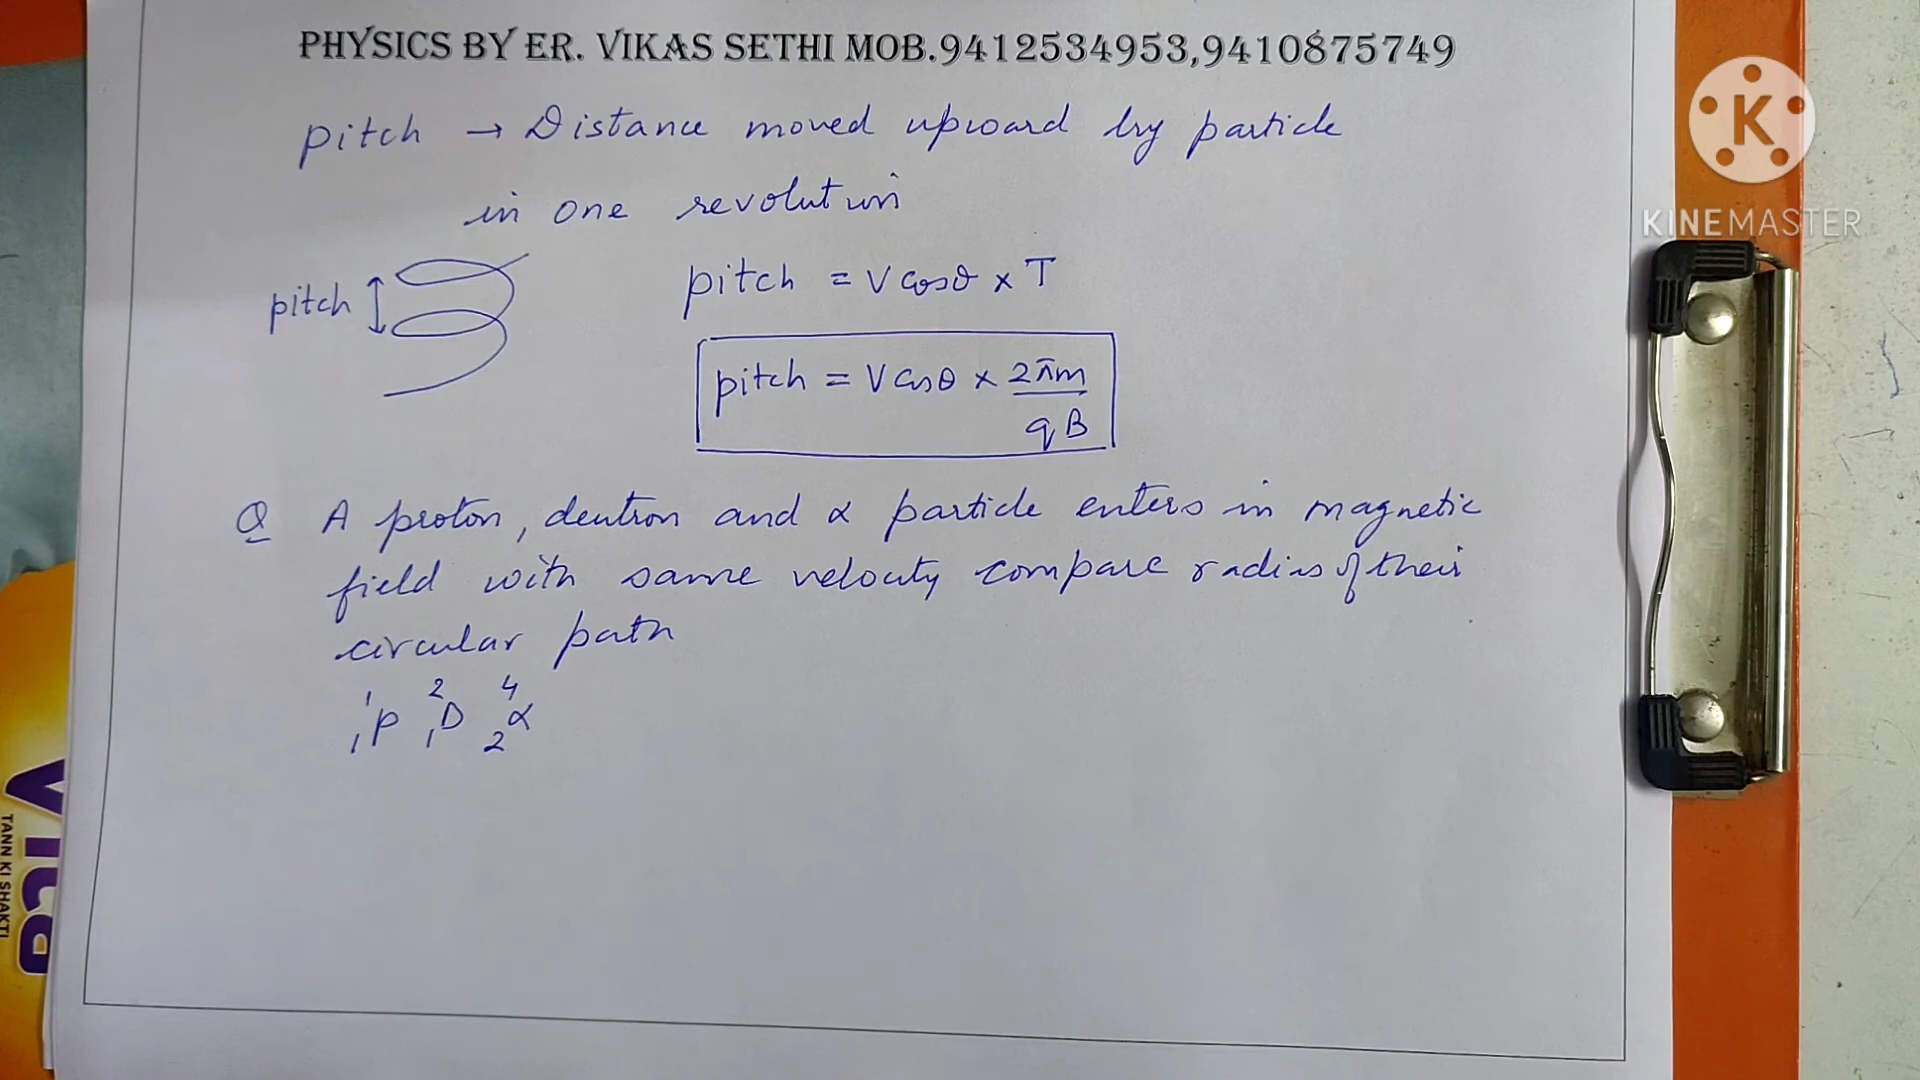 PHYSICS BY ER. VIKAS SETHI MOB.9412534953,9410875749
K
KINEMASTER
pitch → Distance moved upward by particle
in one revolution
pitch
pitch = V cosθ × T
pitch = V cosθ × 2πm / qB
Q A proton, deutron and α particle enters in magnetic
field with same velocity compare radius of their
circular path
¹₁P ²₁D ⁴₂α
Vita
TANN KI SHAKTI